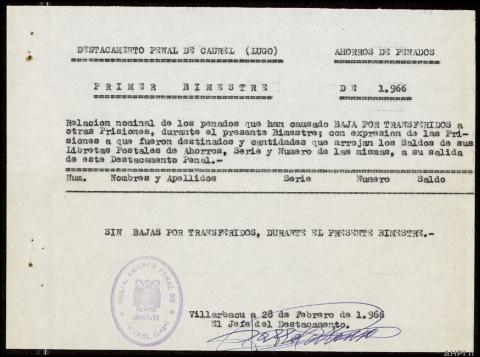 DESTACAMENTO PENAL DE CAUREL (LUGO) AHORROS DE PENADOS
PRIMER BIMESTRE DE 1.966
Relacion nominal de los penados que han causado BAJA POR TRANSFERIDOS a
otras Prisiones, durante el presente Bimestre; con expresion de las Pri-
siones a que fueron destinados y cantidades que arrojan los Saldos de sus
Libretas Postales de Ahorros, Serie y Numero de las mismas, a su salida
de este Destacamento Penal.-
Num. Nombres y Apellidos Serie Numero Saldo
SIN BAJAS POR TRANSFERIDOS, DURANTE EL PRESENTE BIMESTRE.-
DESTACAMENTO PENAL DE
JEFATURA
Villarbacu a 28 de Febrero de 1.966
El Jefe del Destacamento.